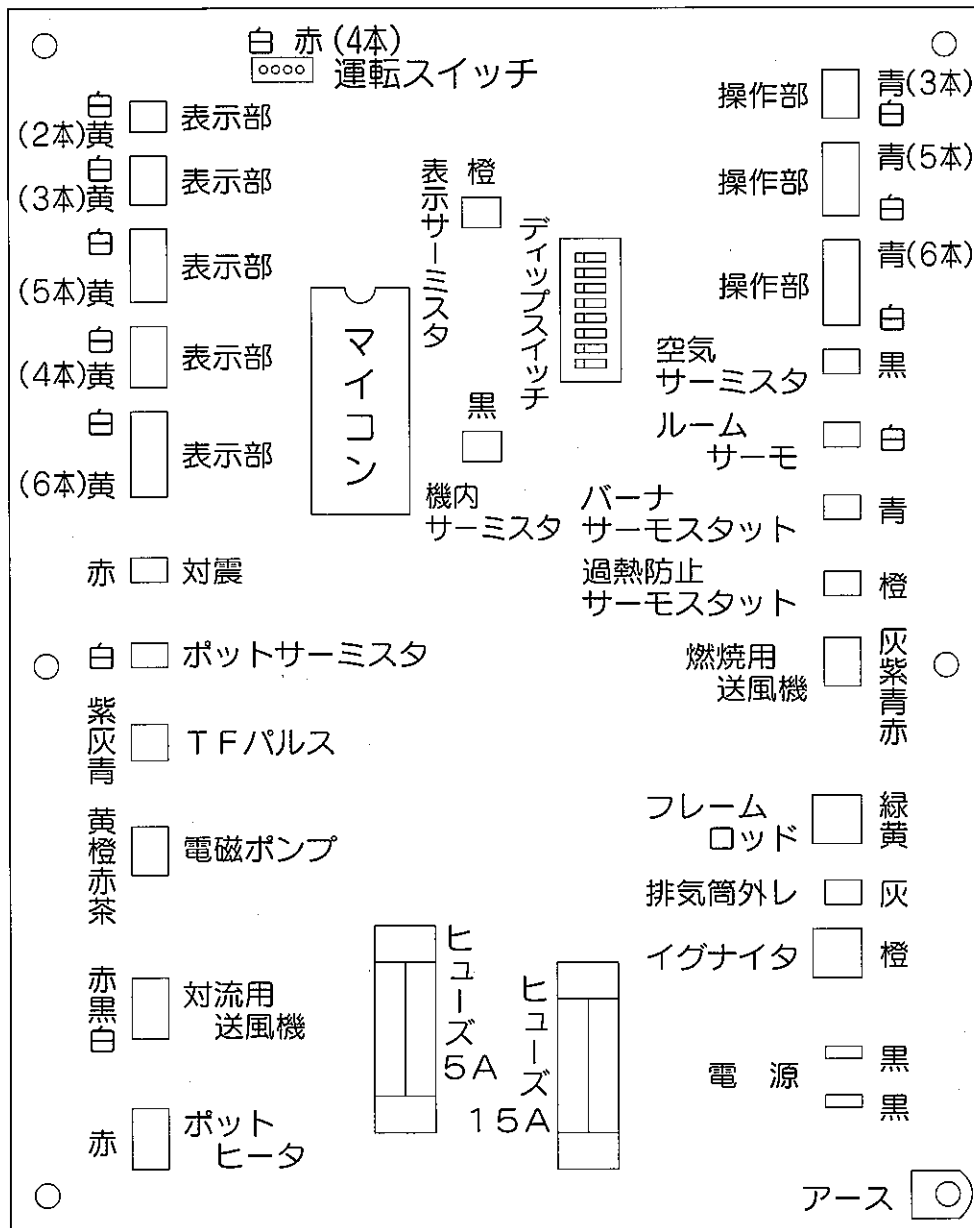 白 赤(4本)
運転スイッチ
白
(2本)黄
表示部
白
(3本)黄
表示部
白
(5本)黄
表示部
白
(4本)黄
表示部
白
(6本)黄
表示部
赤
対震
白
ポットサーミスタ
紫灰青
TFパルス
黄橙赤茶
電磁ポンプ
赤黒白
対流用
送風機
赤
ポット
ヒータ
マイコン
表示サーミスタ
橙
ディップスイッチ
黒
機内
サーミスタ
ヒューズ
5A
ヒューズ
15A
操作部
青(3本)
白
操作部
青(5本)
白
操作部
青(6本)
白
空気
サーミスタ
黒
ルーム
サーモ
白
バーナ
サーモスタット
青
過熱防止
サーモスタット
橙
燃焼用
送風機
灰紫青赤
フレーム
ロッド
緑黄
排気筒外レ
灰
イグナイタ
橙
電 源
黒
黒
アース